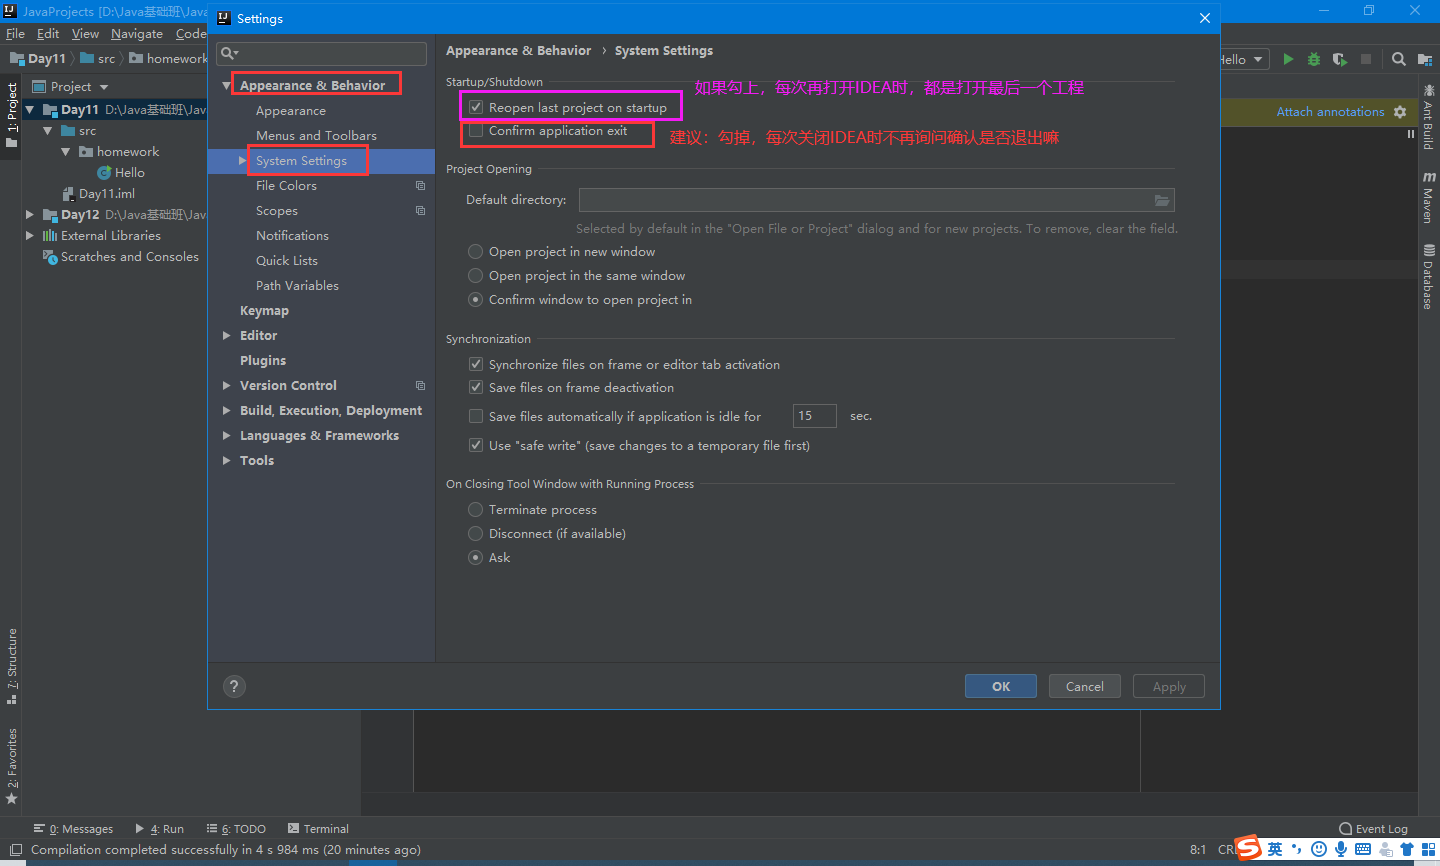 JavaProjects [D:\Java基础班\Java
Settings
File Edit View Navigate Code
Day11 src homework
Hello
Project
Day11 D:\Java基础班\Java
src
homework
Hello
Day11.iml
Day12 D:\Java基础班\Java
External Libraries
Scratches and Consoles
1: Project
7: Structure
2: Favorites
Appearance & Behavior
Appearance
Menus and Toolbars
System Settings
File Colors
Scopes
Notifications
Quick Lists
Path Variables
Keymap
Editor
Plugins
Version Control
Build, Execution, Deployment
Languages & Frameworks
Tools
Appearance & Behavior › System Settings
Startup/Shutdown
如果勾上，每次再打开IDEA时，都是打开最后一个工程
Reopen last project on startup
Confirm application exit
建议：勾掉，每次关闭IDEA时不再询问确认是否退出嘛
Project Opening
Default directory:
Selected by default in the "Open File or Project" dialog and for new projects. To remove, clear the field.
Open project in new window
Open project in the same window
Confirm window to open project in
Synchronization
Synchronize files on frame or editor tab activation
Save files on frame deactivation
Save files automatically if application is idle for 15 sec.
Use "safe write" (save changes to a temporary file first)
On Closing Tool Window with Running Process
Terminate process
Disconnect (if available)
Ask
?
OK Cancel Apply
Attach annotations
Ant Build
m Maven
Database
0: Messages 4: Run 6: TODO Terminal
Event Log
Compilation completed successfully in 4 s 984 ms (20 minutes ago)
8:1
S 英